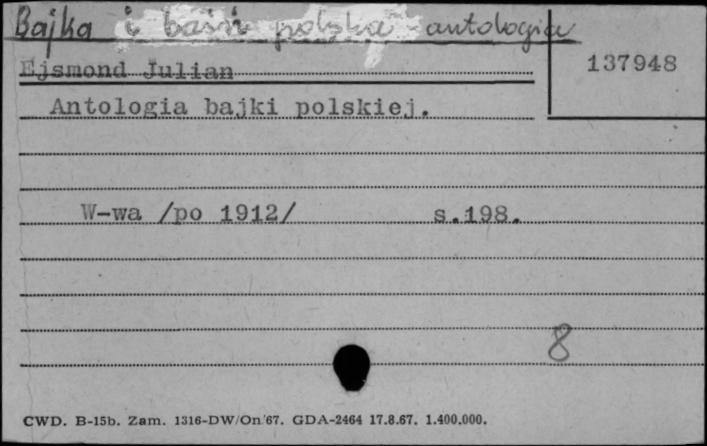 Bajka i baśń polska - antologia
Ejsmond Julian
137948
Antologia bajki polskiej.
W-wa /po 1912/ s.198.
8
CWD. B-15b. Zam. 1316-DW/On/67. GDA-2464 17.8.67. 1.400.000.